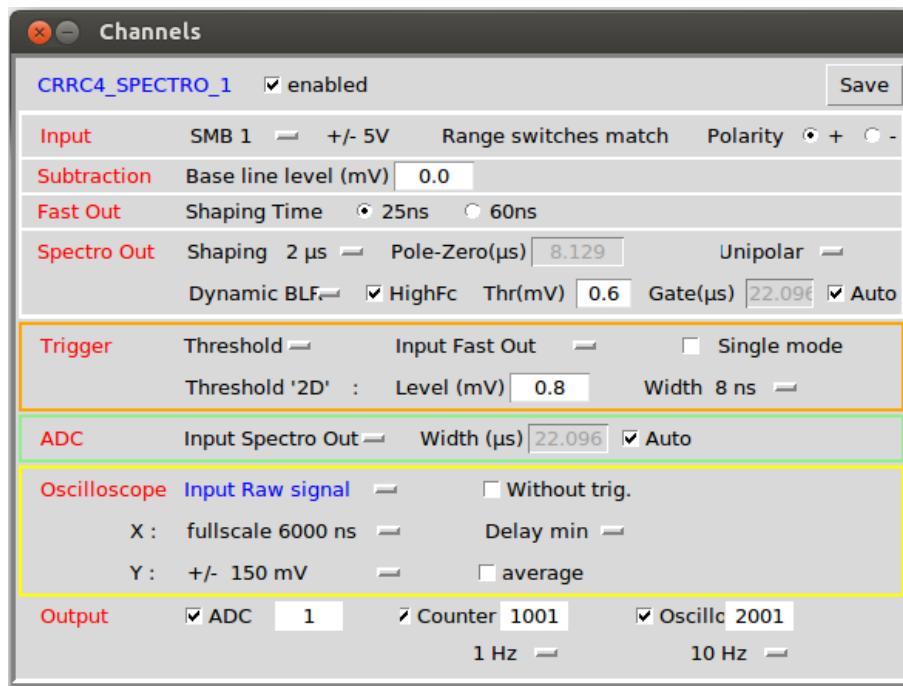 Channels
CRRC4_SPECTRO_1 enabled Save
Input SMB 1 +/- 5V Range switches match Polarity + -
Subtraction Base line level (mV) 0.0
Fast Out Shaping Time 25ns 60ns
Spectro Out Shaping 2 µs Pole-Zero(µs) 8.129 Unipolar
Dynamic BLR HighFc Thr(mV) 0.6 Gate(µs) 22.096 Auto
Trigger Threshold Input Fast Out Single mode
Threshold '2D' : Level (mV) 0.8 Width 8 ns
ADC Input Spectro Out Width (µs) 22.096 Auto
Oscilloscope Input Raw signal Without trig.
X : fullscale 6000 ns Delay min
Y : +/- 150 mV average
Output ADC 1 Counter 1001 Oscillo 2001
1 Hz 10 Hz